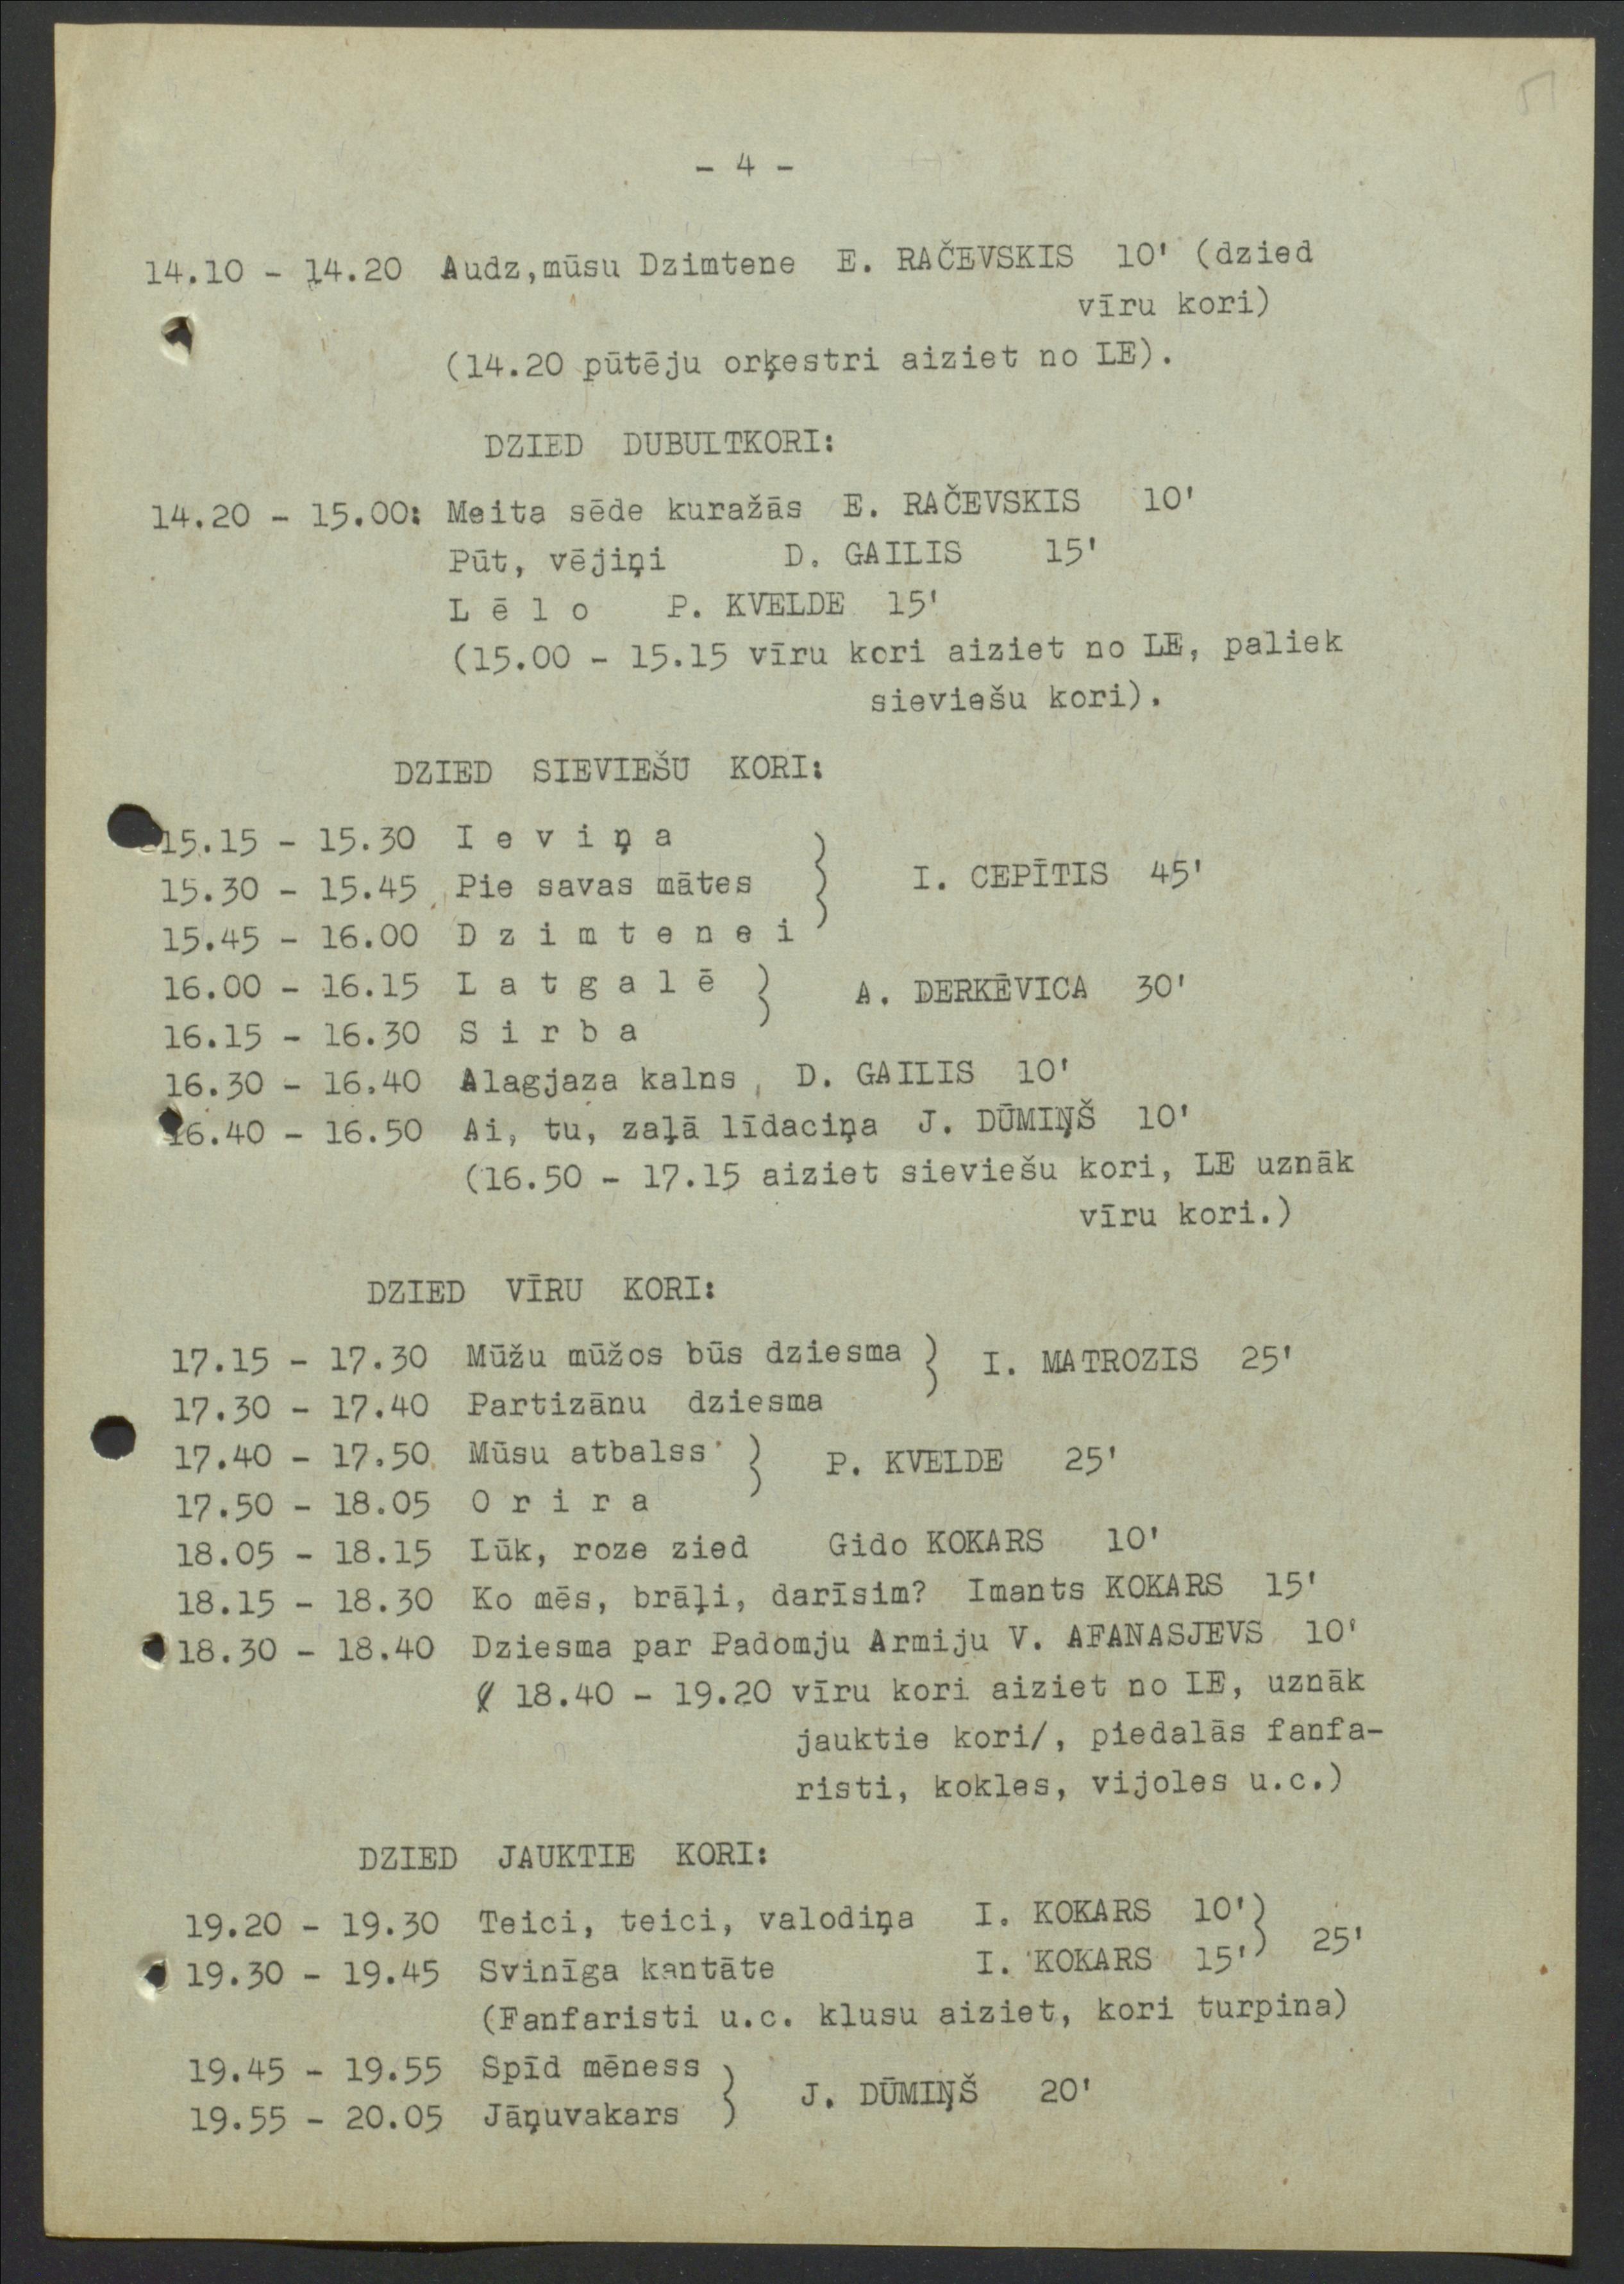 - 4 -
14.10 - 14.20 Audz,mūsu Dzimtene E. RAČEVSKIS 10' (dzied
vīru kori)
(14.20 pūtēju orķestri aiziet no LE).
DZIED DUBULTKORI:
14.20 - 15.00: Meita sēde kuražās E. RAČEVSKIS 10'
Pūt, vējiņi D. GAILIS 15'
L ē l o P. KVELDE 15'
(15.00 - 15.15 vīru kori aiziet no LE, paliek
sieviešu kori).
DZIED SIEVIEŠU KORI:
15.15 - 15.30 I e v i ņ a
15.30 - 15.45 Pie savas mātes } I. CEPĪTIS 45'
15.45 - 16.00 D z i m t e n e i
16.00 - 16.15 L a t g a l ē } A. DERKĒVICA 30'
16.15 - 16.30 S i r b a
16.30 - 16.40 Alagjaza kalns D. GAILIS 10'
16.40 - 16.50 Ai, tu, zaļā līdaciņa J. DŪMIŅŠ 10'
(16.50 - 17.15 aiziet sieviešu kori, LE uznāk
vīru kori.)
DZIED VĪRU KORI:
17.15 - 17.30 Mūžu mūžos būs dziesma } I. MATROZIS 25'
17.30 - 17.40 Partizānu dziesma
17.40 - 17.50 Mūsu atbalss } P. KVELDE 25'
17.50 - 18.05 O r i r a
18.05 - 18.15 Lūk, roze zied Gido KOKARS 10'
18.15 - 18.30 Ko mēs, brāļi, darīsim? Imants KOKARS 15'
18.30 - 18.40 Dziesma par Padomju Armiju V. AFANASJEVS 10'
( 18.40 - 19.20 vīru kori aiziet no LE, uznāk
jauktie kori/, piedalās fanfa-
risti, kokles, vijoles u.c.)
DZIED JAUKTIE KORI:
19.20 - 19.30 Teici, teici, valodiņa I. KOKARS 10' } 25'
19.30 - 19.45 Svinīga kantāte I. KOKARS 15'
(Fanfaristi u.c. klusu aiziet, kori turpina)
19.45 - 19.55 Spīd mēness } J. DŪMIŅŠ 20'
19.55 - 20.05 Jāņuvakars